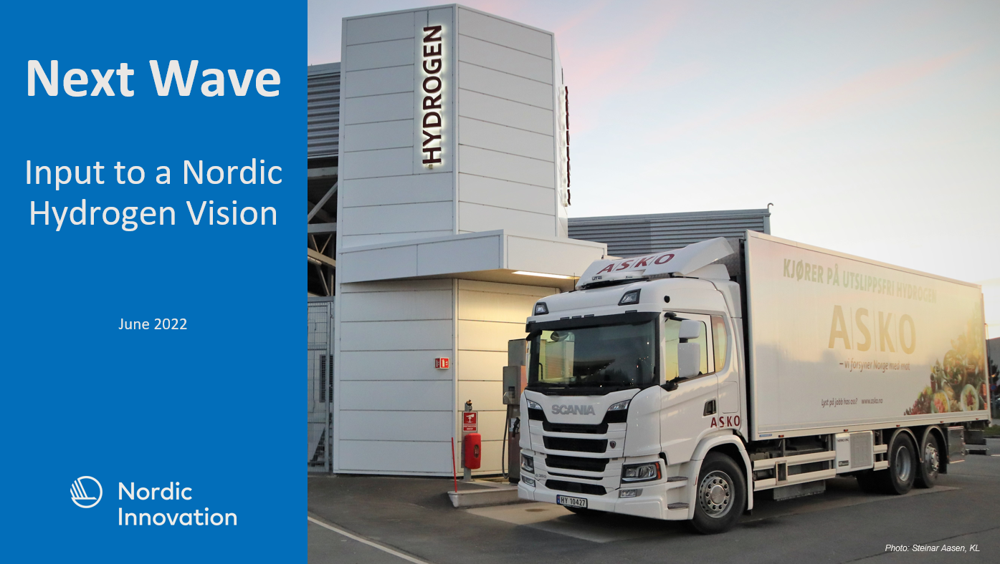 Next Wave
Input to a Nordic
Hydrogen Vision
June 2022
Nordic
Innovation
HYDROGEN
ASKO
KJØRER PÅ UTSLIPPSFRI HYDROGEN
ASKO
– vi forsyner Norge med mat
Lyst på jobb hos oss? www.asko.no
SCANIA
ASKO
HY 10427
Photo: Steinar Aasen, KL